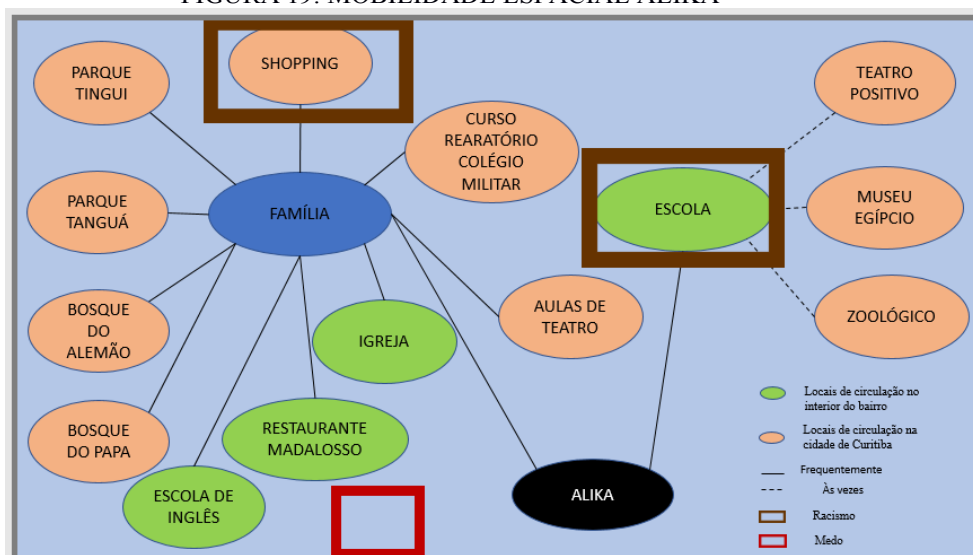 FIGURA 19: MOBILIDADE ESPACIAL ALIKA
PARQUE
TINGUI
SHOPPING
CURSO
REARATÓRIO
COLÉGIO
MILITAR
TEATRO
POSITIVO
PARQUE
TANGUÁ
FAMÍLIA
ESCOLA
MUSEU
EGÍPCIO
BOSQUE
DO
ALEMÃO
IGREJA
AULAS DE
TEATRO
ZOOLÓGICO
BOSQUE
DO PAPA
RESTAURANTE
MADALOSSO
ESCOLA DE
INGLÊS
ALIKA
Locais de circulação no
interior do bairro
Locais de circulação na
cidade de Curitiba
Frequentemente
Às vezes
Racismo
Medo